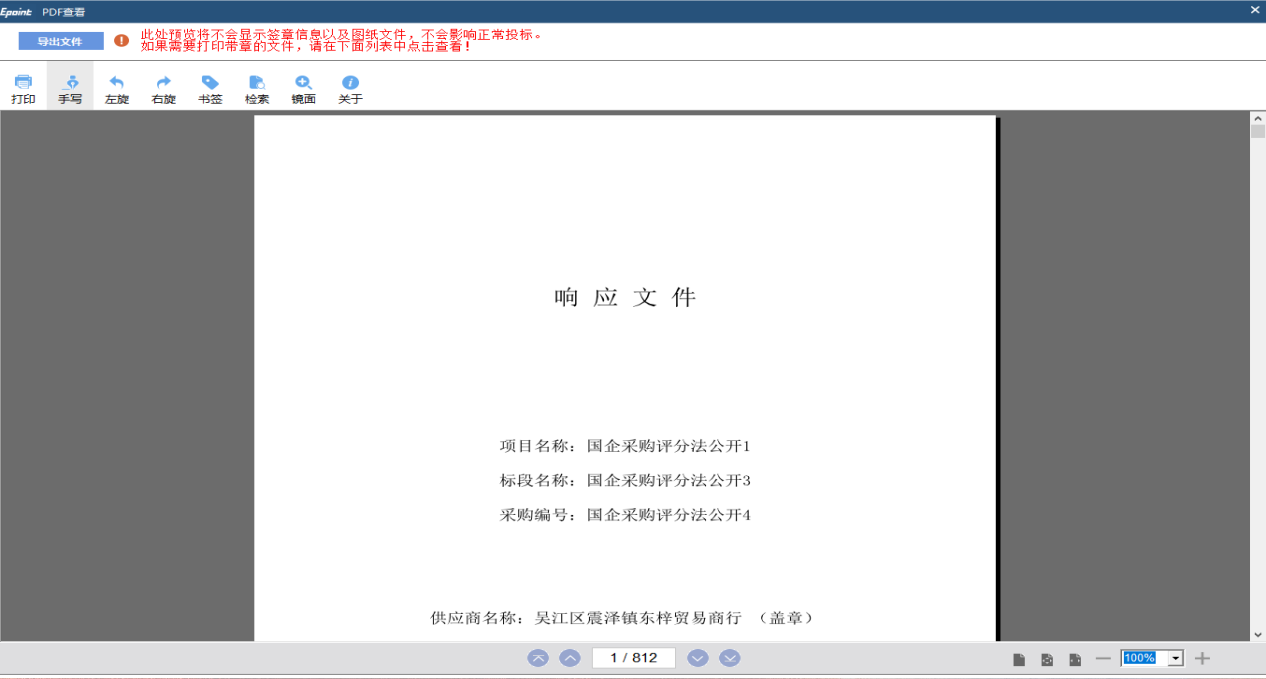 Epoint PDF查看
导出文件
此处预览将不会显示签章信息以及图纸文件，不会影响正常投标。
如果需要打印带章的文件，请在下面列表中点击查看！
打印 手写 左旋 右旋 书签 检索 镜面 关于
响 应 文 件
项目名称：国企采购评分法公开1
标段名称：国企采购评分法公开3
采购编号：国企采购评分法公开4
供应商名称：吴江区震泽镇东梓贸易商行 （盖章）
1 / 812
100%